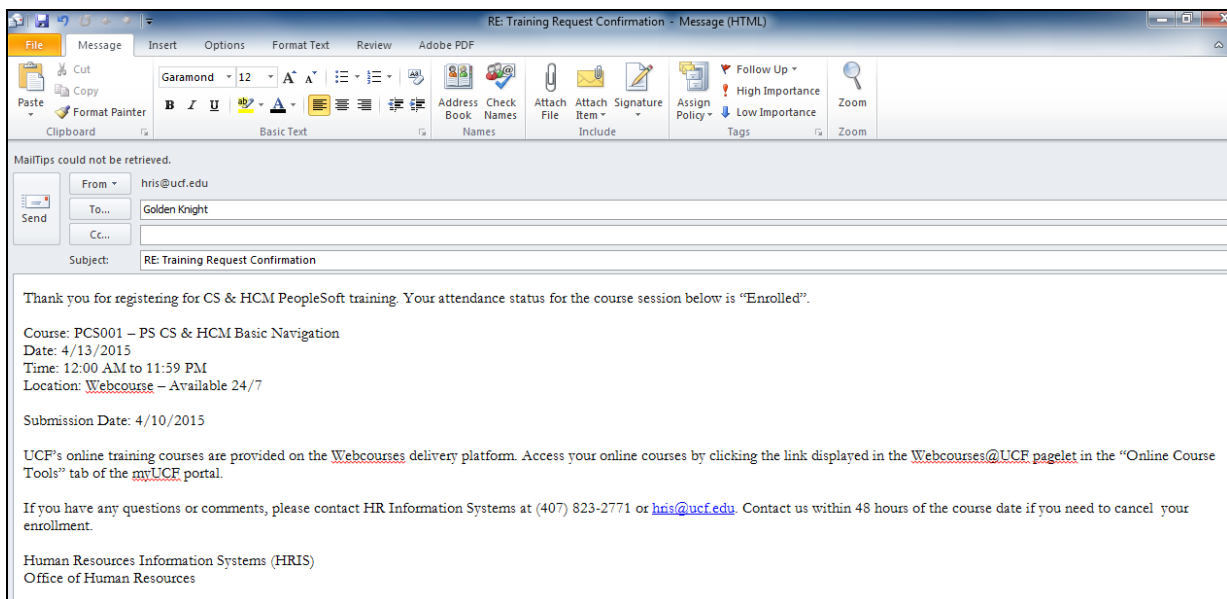 RE: Training Request Confirmation - Message (HTML)
File Message Insert Options Format Text Review Adobe PDF
Paste
Cut
Copy
Format Painter
Clipboard
Garamond 12
B I U
Basic Text
Address Book
Check Names
Names
Attach File
Attach Item
Signature
Include
Assign Policy
Follow Up
High Importance
Low Importance
Tags
Zoom
Zoom
MailTips could not be retrieved.
Send
From hris@ucf.edu
To... Golden Knight
Cc...
Subject: RE: Training Request Confirmation
Thank you for registering for CS & HCM PeopleSoft training. Your attendance status for the course session below is “Enrolled”.
Course: PCS001 – PS CS & HCM Basic Navigation
Date: 4/13/2015
Time: 12:00 AM to 11:59 PM
Location: Webcourse – Available 24/7
Submission Date: 4/10/2015
UCF’s online training courses are provided on the Webcourses delivery platform. Access your online courses by clicking the link displayed in the Webcourses@UCF pagelet in the “Online Course
Tools” tab of the myUCF portal.
If you have any questions or comments, please contact HR Information Systems at (407) 823-2771 or hris@ucf.edu. Contact us within 48 hours of the course date if you need to cancel your
enrollment.
Human Resources Information Systems (HRIS)
Office of Human Resources